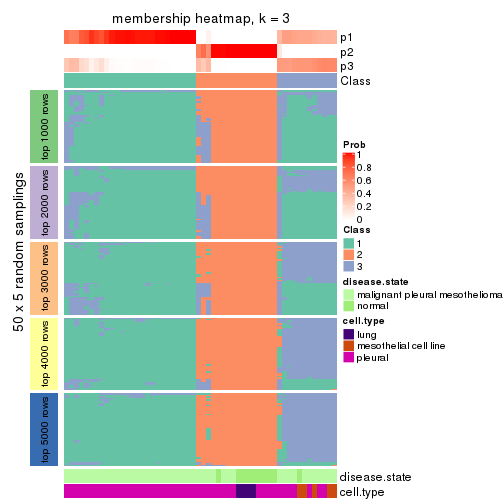 membership heatmap, k = 3
p1
p2
p3
Class
50 x 5 random samplings
top 1000 rows
top 2000 rows
top 3000 rows
top 4000 rows
top 5000 rows
disease.state
cell.type
Prob
1
0.8
0.6
0.4
0.2
0
Class
1
2
3
disease.state
malignant pleural mesothelioma
normal
cell.type
lung
mesothelial cell line
pleural